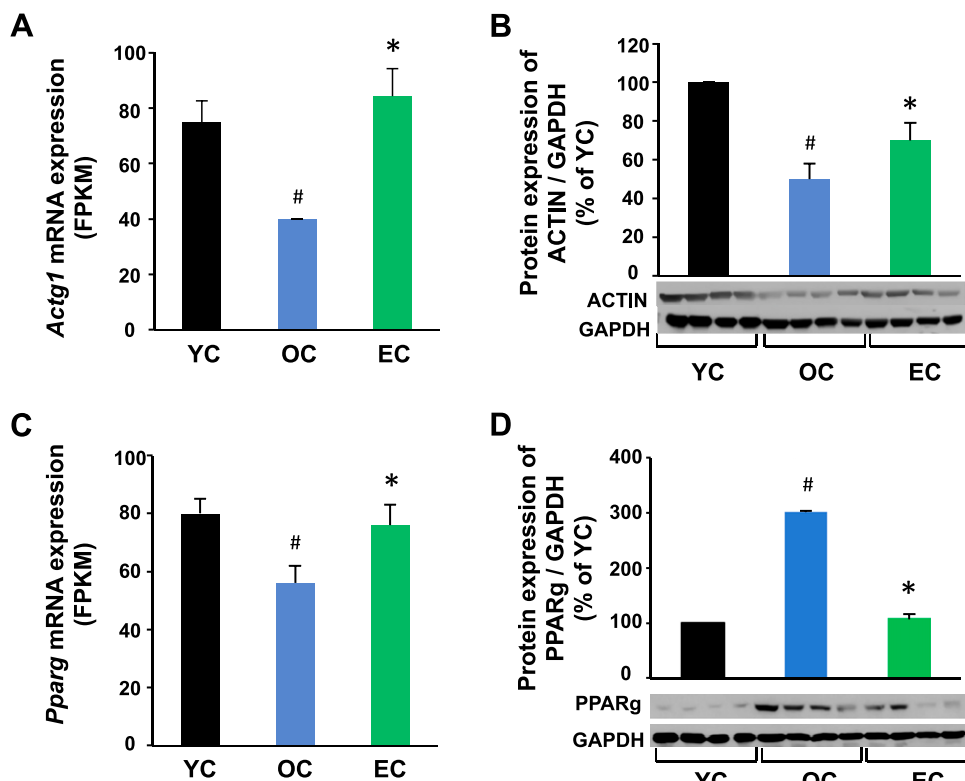 A
Actg1 mRNA expression
(FPKM)
100
80
60
40
20
0
*
#
YC OC EC
B
Protein expression of
ACTIN / GAPDH
(% of YC)
120
100
80
60
40
20
0
#
*
ACTIN
GAPDH
YC OC EC
C
Pparg mRNA expression
(FPKM)
100
80
60
40
20
0
#
*
YC OC EC
D
Protein expression of
PPARg / GAPDH
(% of YC)
400
300
200
100
0
#
*
PPARg
GAPDH
YC OC EC